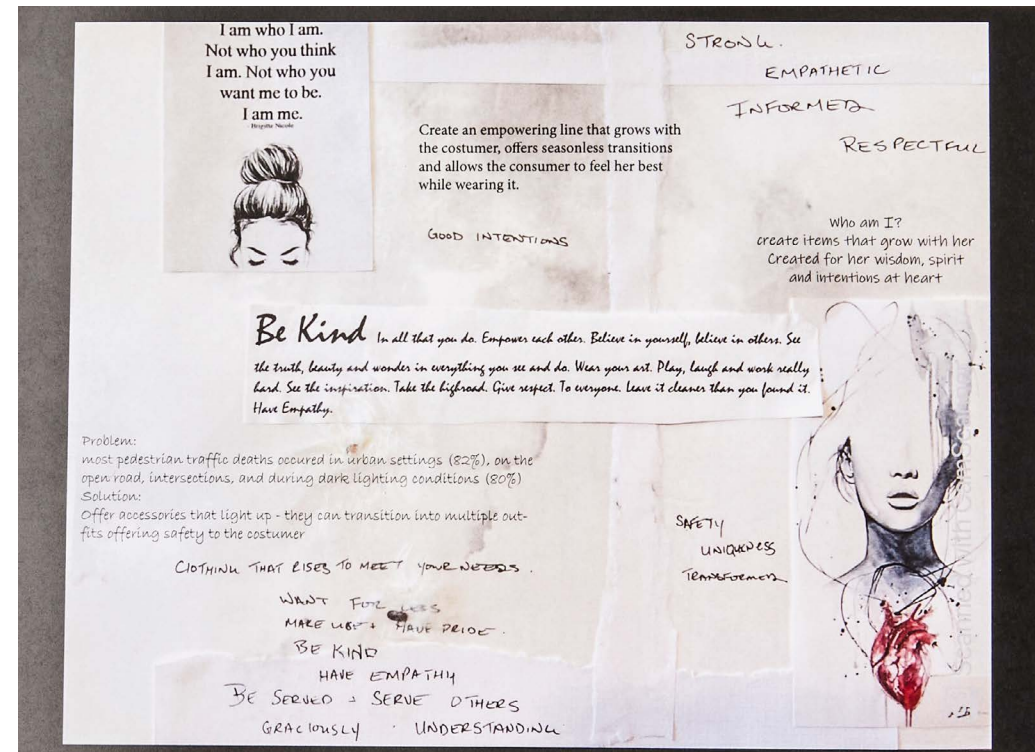 I am who I am.
Not who you think
I am. Not who you
want me to be.
I am me.
- Brigitte Nicole
STRONG.
EMPATHETIC
INFORMED
RESPECTFUL
Create an empowering line that grows with
the costumer, offers seasonless transitions
and allows the consumer to feel her best
while wearing it.
GOOD INTENTIONS
Who am I?
create items that grow with her
Created for her wisdom, spirit
and intentions at heart
Be Kind In all that you do. Empower each other. Believe in yourself, believe in others. See
the truth, beauty and wonder in everything you see and do. Wear your art. Play, laugh and work really
hard. See the inspiration. Take the highroad. Give respect. To everyone. Leave it cleaner than you found it.
Have Empathy.
Problem:
most pedestrian traffic deaths occured in urban settings (82%), on the
open road, intersections, and during dark lighting conditions (80%)
Solution:
Offer accessories that light up - they can transition into multiple out-
fits offering safety to the costumer
SAFETY
UNIQUENESS
TRANSFORMED
CLOTHING THAT RISES TO MEET YOUR NEEDS.
WANT FOR LESS
MAKE USE + HAVE PRIDE.
BE KIND
HAVE EMPATHY
BE SERVED + SERVE OTHERS
GRACIOUSLY · UNDERSTANDING
Scanned with CamSc